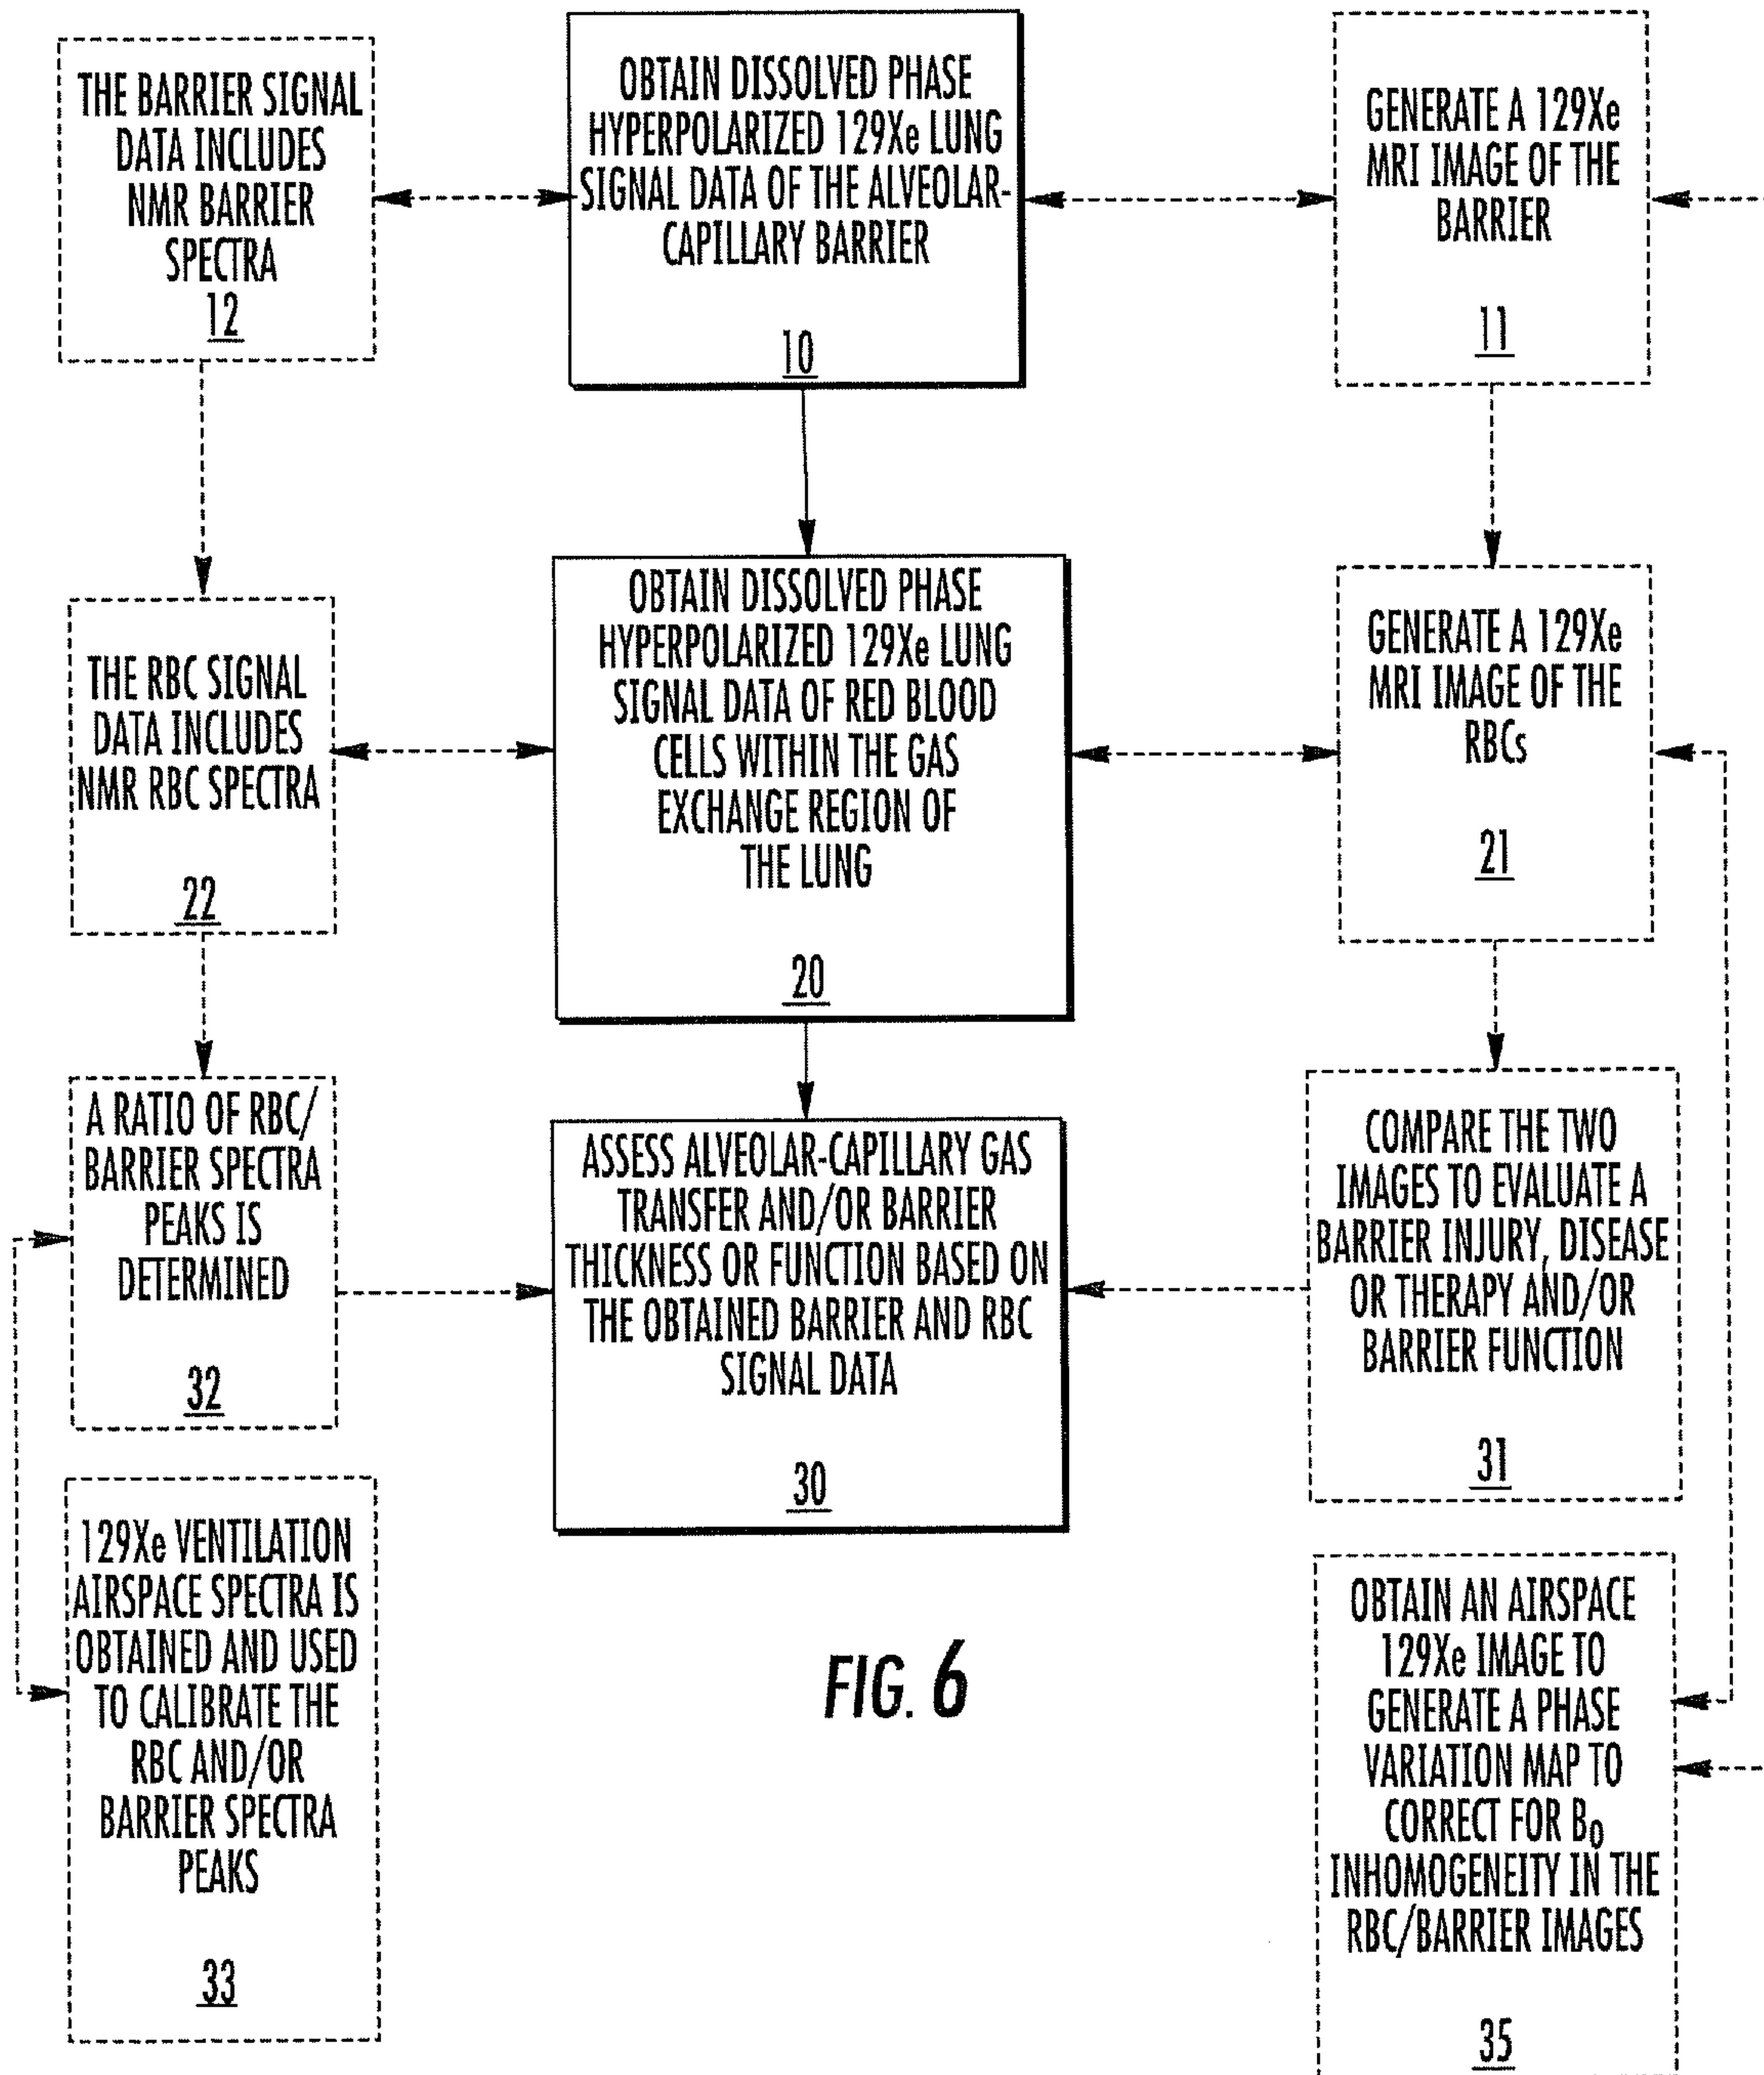 THE BARRIER SIGNAL
DATA INCLUDES
NMR BARRIER
SPECTRA
12
OBTAIN DISSOLVED PHASE
HYPERPOLARIZED 129Xe LUNG
SIGNAL DATA OF THE ALVEOLAR-
CAPILLARY BARRIER
10
GENERATE A 129Xe
MRI IMAGE OF THE
BARRIER
11
THE RBC SIGNAL
DATA INCLUDES
NMR RBC SPECTRA
22
OBTAIN DISSOLVED PHASE
HYPERPOLARIZED 129Xe LUNG
SIGNAL DATA OF RED BLOOD
CELLS WITHIN THE GAS
EXCHANGE REGION OF
THE LUNG
20
GENERATE A 129Xe
MRI IMAGE OF THE
RBCs
21
A RATIO OF RBC/
BARRIER SPECTRA
PEAKS IS
DETERMINED
32
ASSESS ALVEOLAR-CAPILLARY GAS
TRANSFER AND/OR BARRIER
THICKNESS OR FUNCTION BASED ON
THE OBTAINED BARRIER AND RBC
SIGNAL DATA
30
COMPARE THE TWO
IMAGES TO EVALUATE A
BARRIER INJURY, DISEASE
OR THERAPY AND/OR
BARRIER FUNCTION
31
129Xe VENTILATION
AIRSPACE SPECTRA IS
OBTAINED AND USED
TO CALIBRATE THE
RBC AND/OR
BARRIER SPECTRA
PEAKS
33
OBTAIN AN AIRSPACE
129Xe IMAGE TO
GENERATE A PHASE
VARIATION MAP TO
CORRECT FOR B0
INHOMOGENEITY IN THE
RBC/BARRIER IMAGES
35
FIG. 6